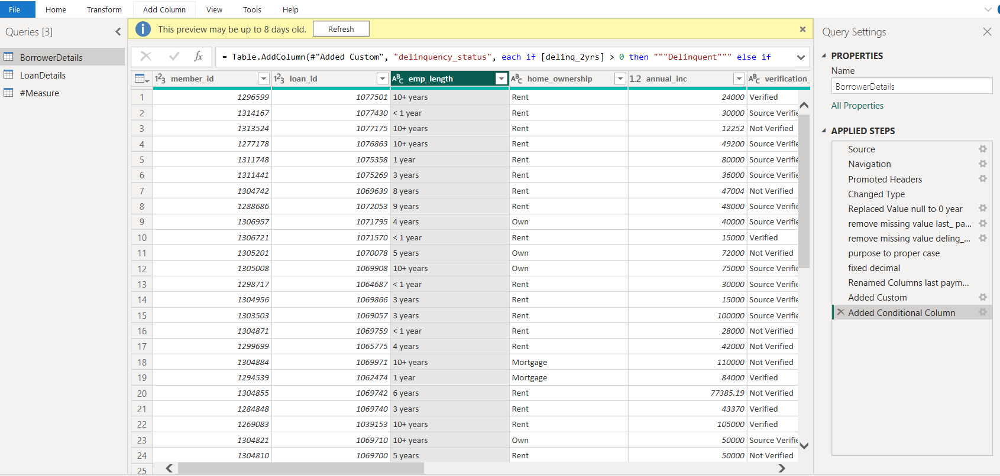 File Home Transform Add Column View Tools Help
Queries [3]
BorrowerDetails
LoanDetails
#Measure
This preview may be up to 8 days old. Refresh
fx = Table.AddColumn(#"Added Custom", "delinquency_status", each if [delinq_2yrs] > 0 then """Delinquent""" else if
123 member_id 123 loan_id ABC emp_length ABC home_ownership 1.2 annual_inc ABC verification_
1 1296599 1077501 10+ years Rent 24000 Verified
2 1314167 1077430 < 1 year Rent 30000 Source Verifie
3 1313524 1077175 10+ years Rent 12252 Not Verified
4 1277178 1076863 10+ years Rent 49200 Source Verifie
5 1311748 1075358 1 year Rent 80000 Source Verifie
6 1311441 1075269 3 years Rent 36000 Source Verifie
7 1304742 1069639 8 years Rent 47004 Not Verified
8 1288686 1072053 9 years Rent 48000 Source Verifie
9 1306957 1071795 4 years Own 40000 Source Verifie
10 1306721 1071570 < 1 year Rent 15000 Verified
11 1305201 1070078 5 years Own 72000 Not Verified
12 1305008 1069908 10+ years Own 75000 Source Verifie
13 1298717 1064687 < 1 year Rent 30000 Source Verifie
14 1304956 1069866 3 years Rent 15000 Source Verifie
15 1303503 1069057 3 years Rent 100000 Source Verifie
16 1304871 1069759 < 1 year Rent 28000 Not Verified
17 1299699 1065775 4 years Rent 42000 Not Verified
18 1304884 1069971 10+ years Mortgage 110000 Not Verified
19 1294539 1062474 1 year Mortgage 84000 Verified
20 1304855 1069742 6 years Rent 77385.19 Not Verified
21 1284848 1069740 3 years Rent 43370 Verified
22 1269083 1039153 10+ years Rent 105000 Verified
23 1304821 1069710 10+ years Own 50000 Source Verifie
24 1304810 1069700 5 years Rent 50000 Not Verified
25
Query Settings
PROPERTIES
Name
BorrowerDetails
All Properties
APPLIED STEPS
Source
Navigation
Promoted Headers
Changed Type
Replaced Value null to 0 year
remove missing value last_ pa...
remove missing value deling_...
purpose to proper case
fixed decimal
Renamed Columns last paym...
Added Custom
Added Conditional Column